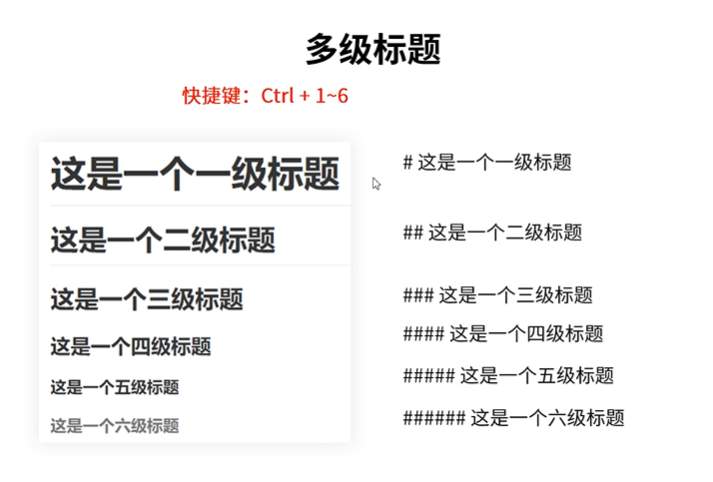 多级标题
快捷键：Ctrl + 1~6
这是一个一级标题
这是一个二级标题
这是一个三级标题
这是一个四级标题
这是一个五级标题
这是一个六级标题
# 这是一个一级标题
## 这是一个二级标题
### 这是一个三级标题
#### 这是一个四级标题
##### 这是一个五级标题
###### 这是一个六级标题